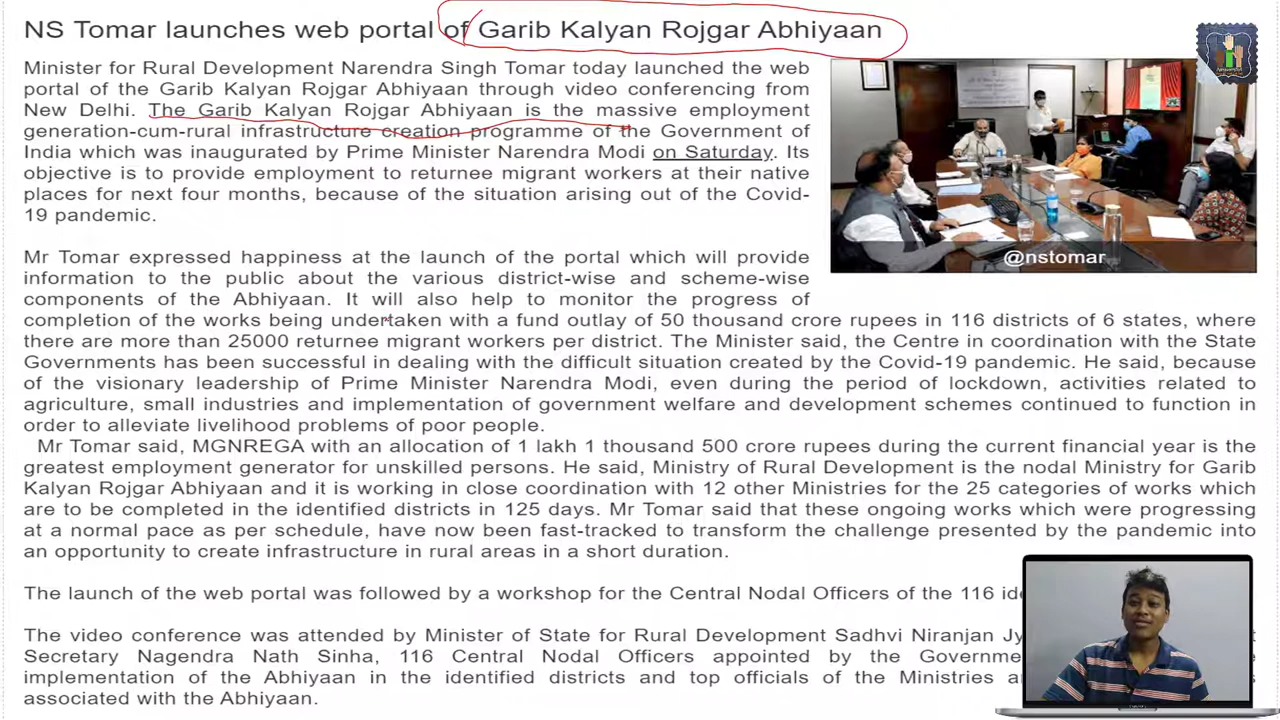 NS Tomar launches web portal of Garib Kalyan Rojgar Abhiyaan
Minister for Rural Development Narendra Singh Tomar today launched the web
portal of the Garib Kalyan Rojgar Abhiyaan through video conferencing from
New Delhi. The Garib Kalyan Rojgar Abhiyaan is the massive employment
generation-cum-rural infrastructure creation programme of the Government of
India which was inaugurated by Prime Minister Narendra Modi on Saturday. Its
objective is to provide employment to returnee migrant workers at their native
places for next four months, because of the situation arising out of the Covid-
19 pandemic.
@nstomar
Mr Tomar expressed happiness at the launch of the portal which will provide
information to the public about the various district-wise and scheme-wise
components of the Abhiyaan. It will also help to monitor the progress of
completion of the works being undertaken with a fund outlay of 50 thousand crore rupees in 116 districts of 6 states, where
there are more than 25000 returnee migrant workers per district. The Minister said, the Centre in coordination with the State
Governments has been successful in dealing with the difficult situation created by the Covid-19 pandemic. He said, because
of the visionary leadership of Prime Minister Narendra Modi, even during the period of lockdown, activities related to
agriculture, small industries and implementation of government welfare and development schemes continued to function in
order to alleviate livelihood problems of poor people.
Mr Tomar said, MGNREGA with an allocation of 1 lakh 1 thousand 500 crore rupees during the current financial year is the
greatest employment generator for unskilled persons. He said, Ministry of Rural Development is the nodal Ministry for Garib
Kalyan Rojgar Abhiyaan and it is working in close coordination with 12 other Ministries for the 25 categories of works which
are to be completed in the identified districts in 125 days. Mr Tomar said that these ongoing works which were progressing
at a normal pace as per schedule, have now been fast-tracked to transform the challenge presented by the pandemic into
an opportunity to create infrastructure in rural areas in a short duration.
The launch of the web portal was followed by a workshop for the Central Nodal Officers of the 116
The video conference was attended by Minister of State for Rural Development Sadhvi Niranjan
Secretary Nagendra Nath Sinha, 116 Central Nodal Officers appointed by the
implementation of the Abhiyaan in the identified districts and top officials of the Ministries
associated with the Abhiyaan.